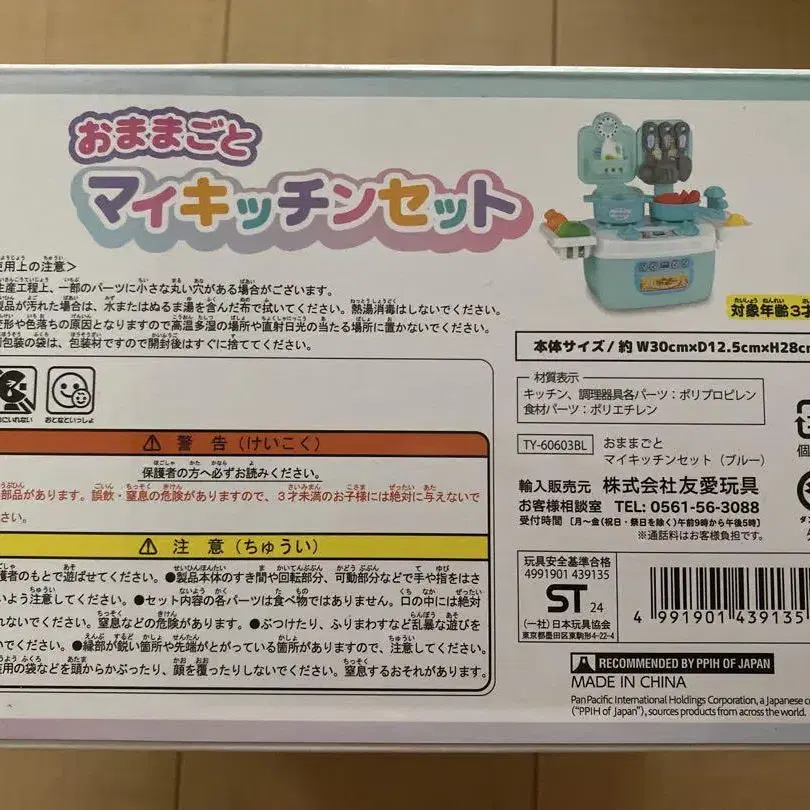 おままごと
マイキッチンセット
使用上の注意＞
生産工程上、一部のパーツに小さな丸い穴がある場合がございます。
製品が汚れた場合は、水またはぬるま湯を含んだ布で拭いてください。熱湯消毒はしないでください。
変形や色落ちの原因となりますので高温多湿の場所や直射日光の当たる場所に置かないでください。
包装の袋は、包装材ですので開封後はすぐに捨ててください。
にいれない
おとなといっしょ
警告（けいこく）
保護者の方へ必ずお読みください。
部品があります。誤飲・窒息の危険がありますので、3才未満のお子様には絶対に与えないで
さい。
注意（ちゅうい）
護者のもとで遊ばせてください。●製品本体のすき間や回転部分、可動部分などで手や指をはさ
いよう注意してください。●セット内容の各パーツは食べ物ではありません。口の中には絶対
れないでください。窒息などの危険があります。●ぶつけたり、ふりまわすなど乱暴な遊びを
いでください。●縁部が鋭い箇所や先端がとがっている箇所がありますので、注意してください。
用の袋などを頭からかぶったり、顔を覆ったりしないでください。窒息するおそれがあります。
対象年齢3才
本体サイズ/約 W30cm×D12.5cm×H28cm
材質表示
キッチン、調理器具各パーツ：ポリプロピレン
食材パーツ：ポリエチレン
TY-60603BL
おままごと
マイキッチンセット（ブルー）
輸入販売元 株式会社友愛玩具
お客様相談室 TEL: 0561-56-3088
受付時間 〔月～金(祝日・祭日を除く)午前9時から午後5時〕
※通話料はお客様負担です。
玩具安全基準合格
4991901 439135
ST 24
(一社)日本玩具協会
東京都墨田区東駒形4-22-4
4 991901 439135
RECOMMENDED BY PPIH OF JAPAN
MADE IN CHINA
Pan Pacific International Holdings Corporation, a Japanese co
("PPIH of Japan"), sources products from across the world.